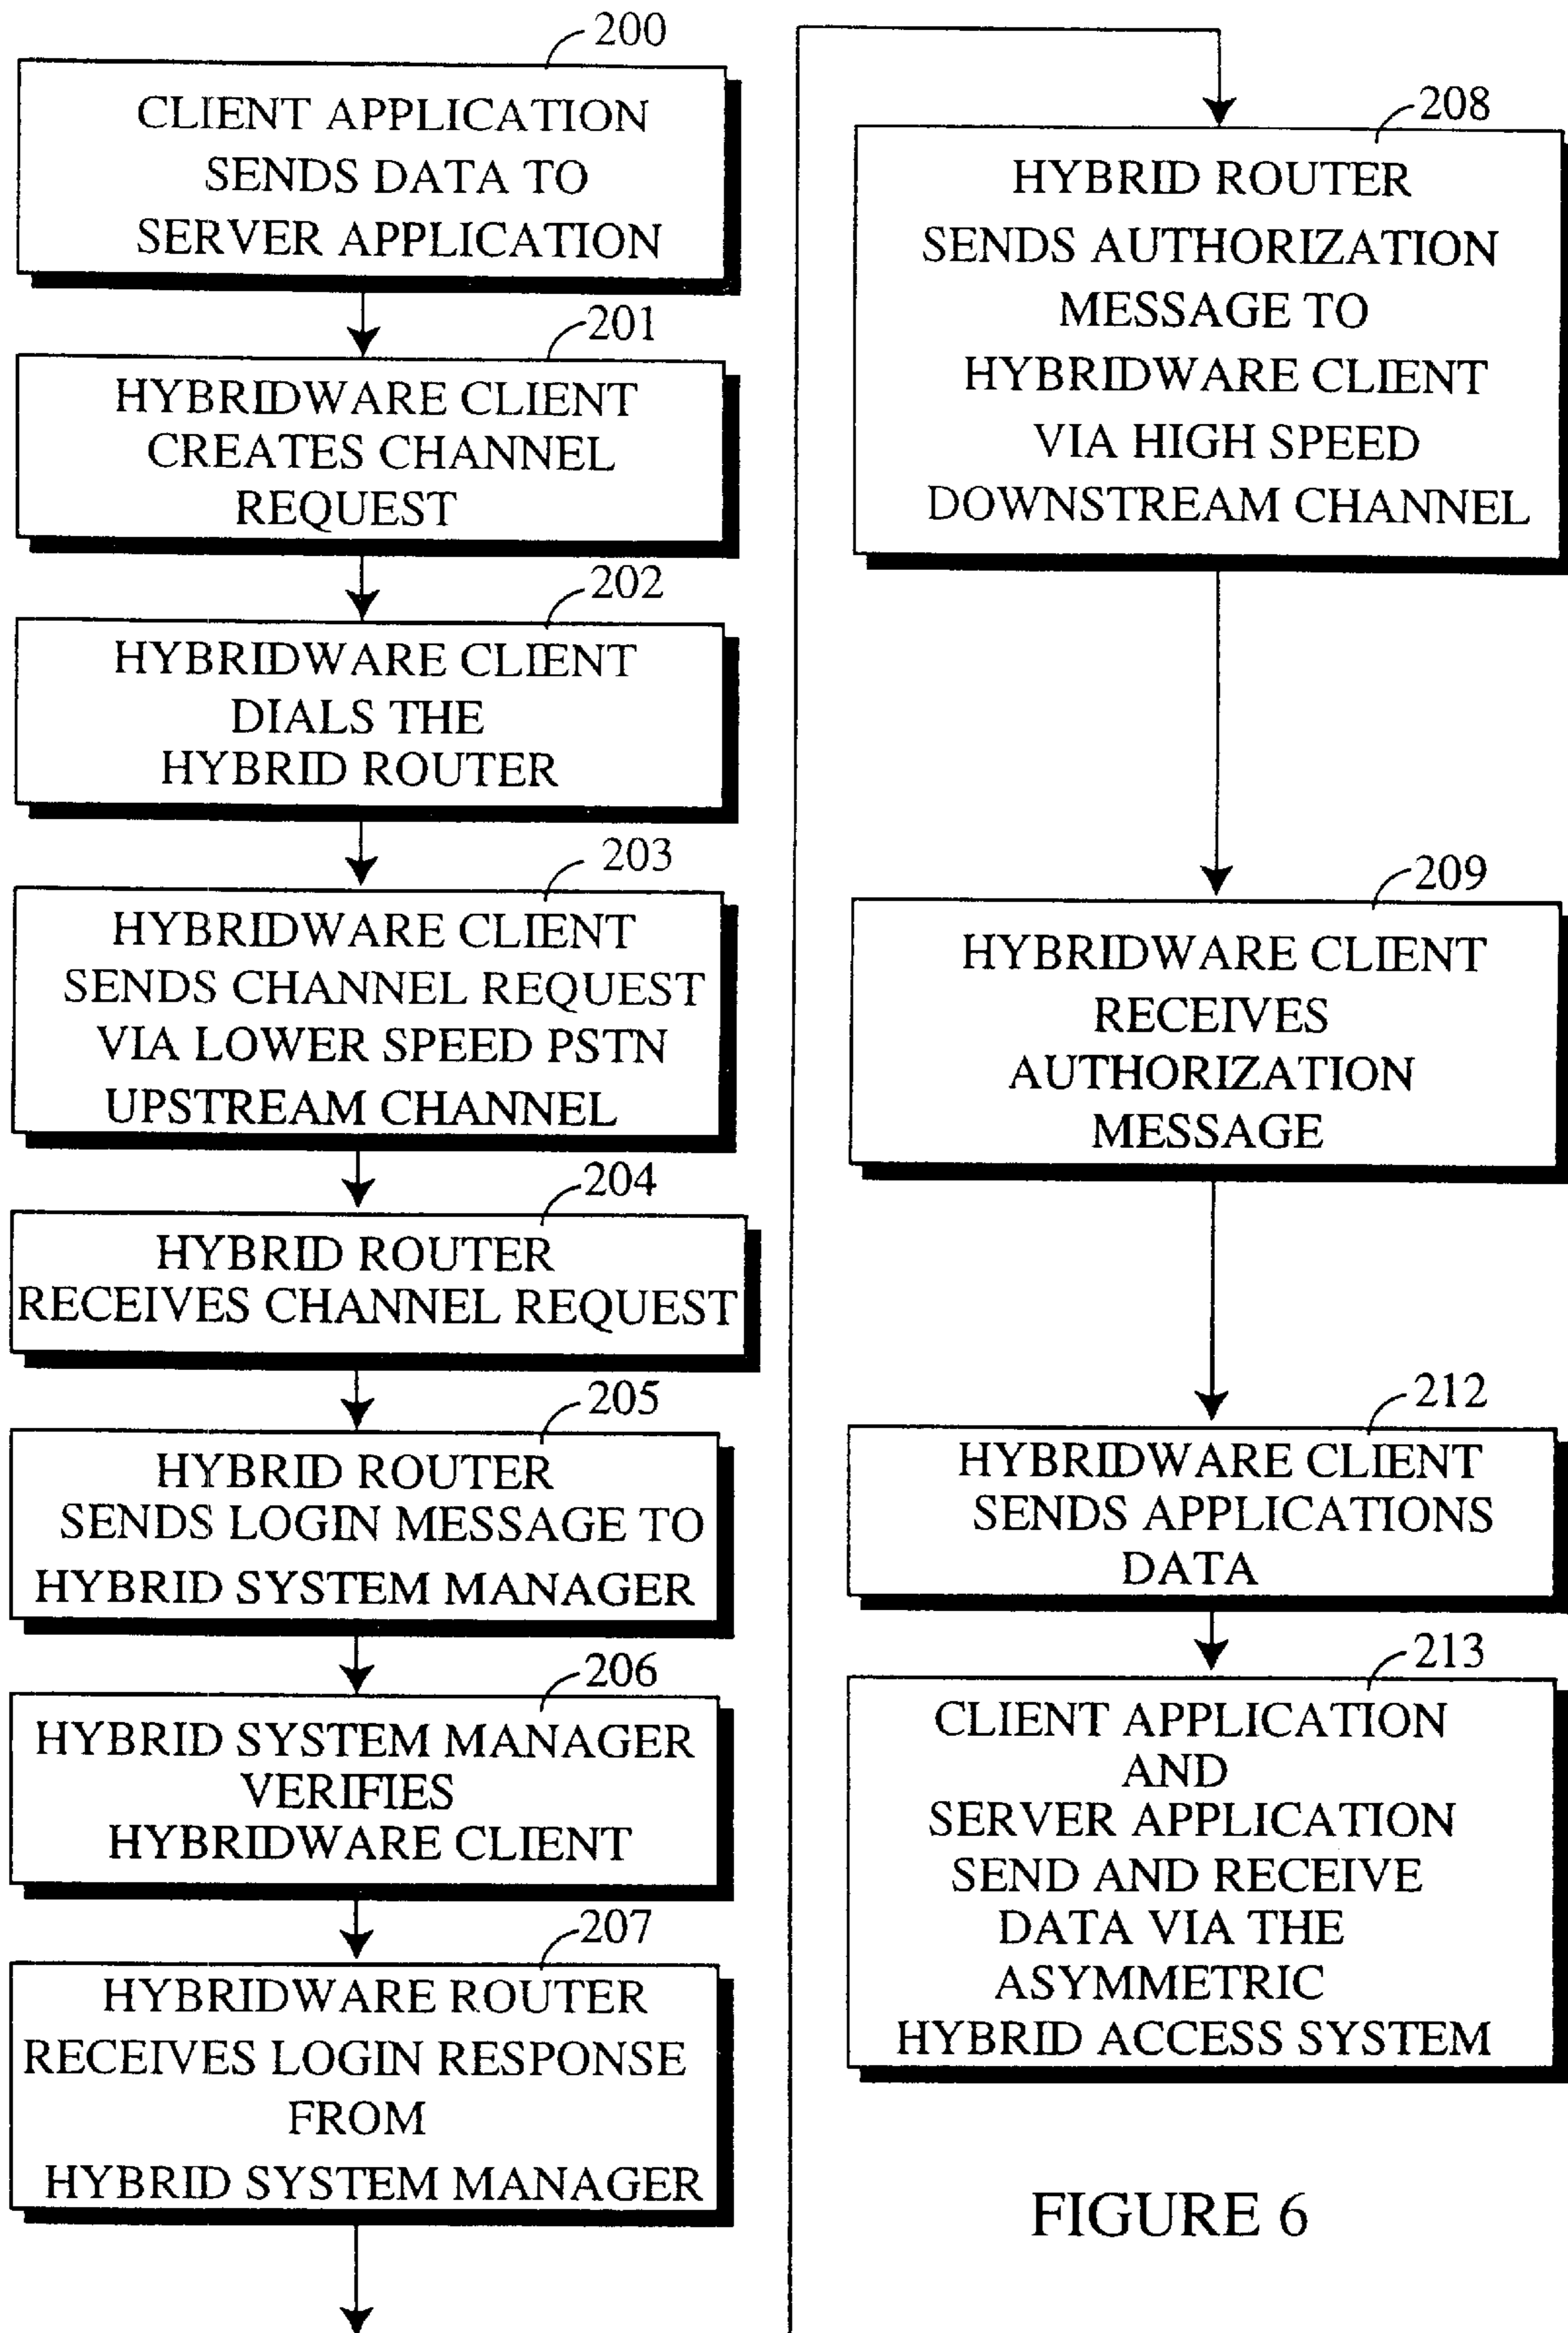 200
CLIENT APPLICATION
SENDS DATA TO
SERVER APPLICATION
201
HYBRIDWARE CLIENT
CREATES CHANNEL
REQUEST
202
HYBRIDWARE CLIENT
DIALS THE
HYBRID ROUTER
203
HYBRIDWARE CLIENT
SENDS CHANNEL REQUEST
VIA LOWER SPEED PSTN
UPSTREAM CHANNEL
204
HYBRID ROUTER
RECEIVES CHANNEL REQUEST
205
HYBRID ROUTER
SENDS LOGIN MESSAGE TO
HYBRID SYSTEM MANAGER
206
HYBRID SYSTEM MANAGER
VERIFIES
HYBRIDWARE CLIENT
207
HYBRIDWARE ROUTER
RECEIVES LOGIN RESPONSE
FROM
HYBRID SYSTEM MANAGER
208
HYBRID ROUTER
SENDS AUTHORIZATION
MESSAGE TO
HYBRIDWARE CLIENT
VIA HIGH SPEED
DOWNSTREAM CHANNEL
209
HYBRIDWARE CLIENT
RECEIVES
AUTHORIZATION
MESSAGE
212
HYBRIDWARE CLIENT
SENDS APPLICATIONS
DATA
213
CLIENT APPLICATION
AND
SERVER APPLICATION
SEND AND RECEIVE
DATA VIA THE
ASYMMETRIC
HYBRID ACCESS SYSTEM
FIGURE 6